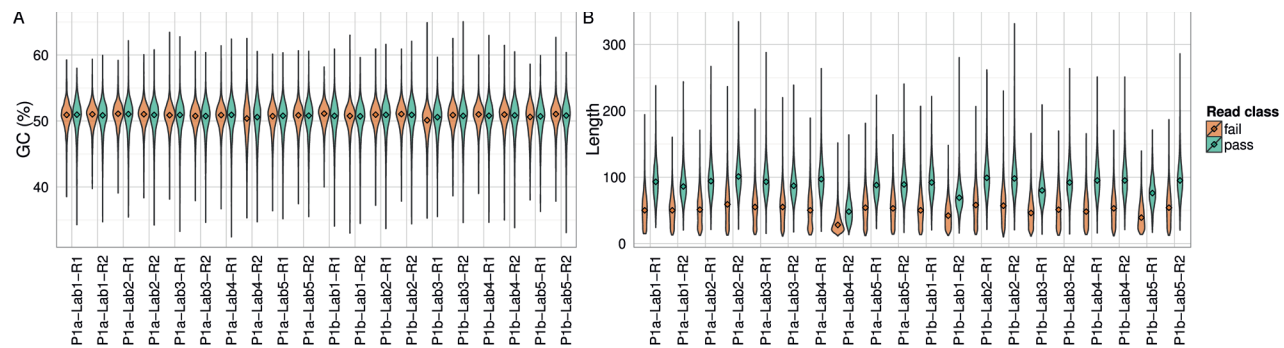 A
GC (%)
60
50
40
P1a–Lab1–R1
P1a–Lab1–R2
P1a–Lab2–R1
P1a–Lab2–R2
P1a–Lab3–R1
P1a–Lab3–R2
P1a–Lab4–R1
P1a–Lab4–R2
P1a–Lab5–R1
P1a–Lab5–R2
P1b–Lab1–R1
P1b–Lab1–R2
P1b–Lab2–R1
P1b–Lab2–R2
P1b–Lab3–R1
P1b–Lab3–R2
P1b–Lab4–R1
P1b–Lab4–R2
P1b–Lab5–R1
P1b–Lab5–R2
B
Length
300
200
100
0
P1a–Lab1–R1
P1a–Lab1–R2
P1a–Lab2–R1
P1a–Lab2–R2
P1a–Lab3–R1
P1a–Lab3–R2
P1a–Lab4–R1
P1a–Lab4–R2
P1a–Lab5–R1
P1a–Lab5–R2
P1b–Lab1–R1
P1b–Lab1–R2
P1b–Lab2–R1
P1b–Lab2–R2
P1b–Lab3–R1
P1b–Lab3–R2
P1b–Lab4–R1
P1b–Lab4–R2
P1b–Lab5–R1
P1b–Lab5–R2
Read class
fail
pass